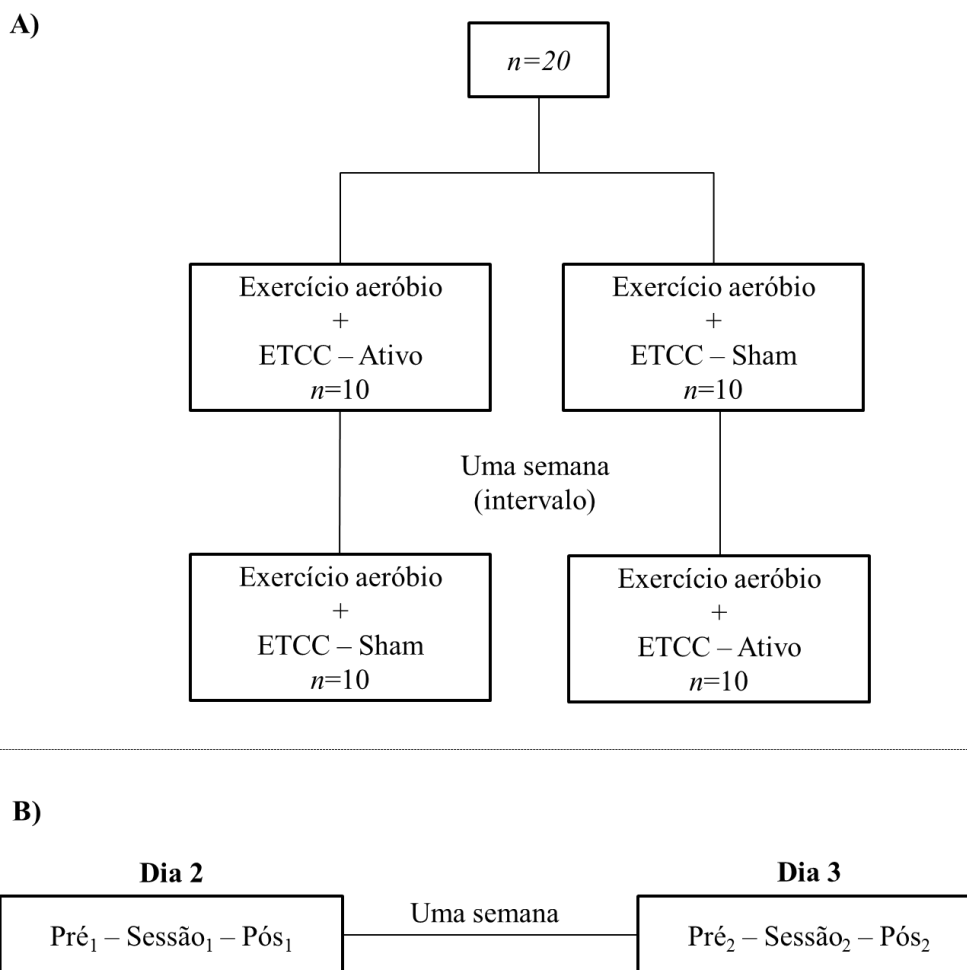 A)
n=20
Exercício aeróbio
+
ETCC – Ativo
n=10
Exercício aeróbio
+
ETCC – Sham
n=10
Uma semana
(intervalo)
Exercício aeróbio
+
ETCC – Sham
n=10
Exercício aeróbio
+
ETCC – Ativo
n=10
B)
Dia 2
Dia 3
Pré₁ – Sessão₁ – Pós₁
Uma semana
Pré₂ – Sessão₂ – Pós₂